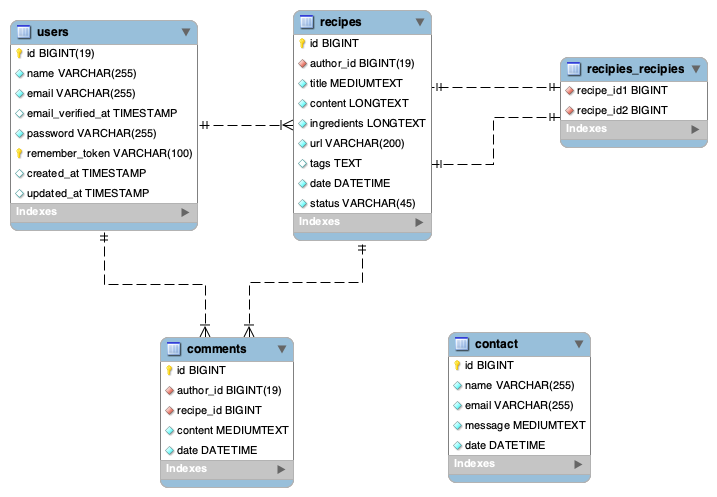 users
id BIGINT(19)
name VARCHAR(255)
email VARCHAR(255)
email_verified_at TIMESTAMP
password VARCHAR(255)
remember_token VARCHAR(100)
created_at TIMESTAMP
updated_at TIMESTAMP
Indexes
recipes
id BIGINT
author_id BIGINT(19)
title MEDIUMTEXT
content LONGTEXT
ingredients LONGTEXT
url VARCHAR(200)
tags TEXT
date DATETIME
status VARCHAR(45)
Indexes
recipies_recipies
recipe_id1 BIGINT
recipe_id2 BIGINT
Indexes
comments
id BIGINT
author_id BIGINT(19)
recipe_id BIGINT
content MEDIUMTEXT
date DATETIME
Indexes
contact
id BIGINT
name VARCHAR(255)
email VARCHAR(255)
message MEDIUMTEXT
date DATETIME
Indexes